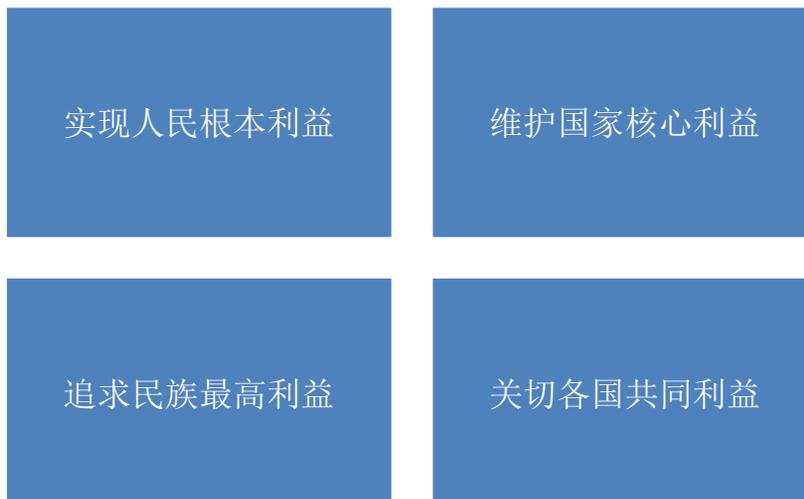 实现人民根本利益
维护国家核心利益
追求民族最高利益
关切各国共同利益